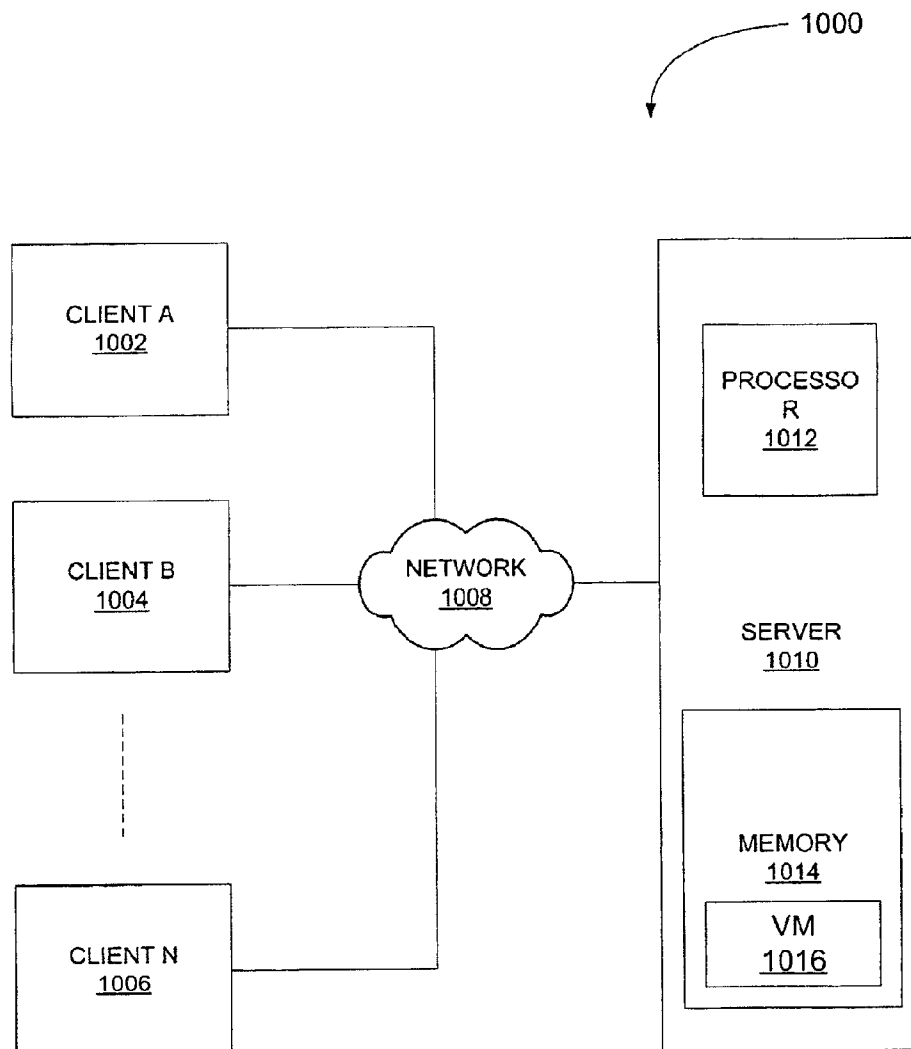 1000
CLIENT A
1002
PROCESSO
R
1012
CLIENT B
1004
NETWORK
1008
SERVER
1010
MEMORY
1014
VM
1016
CLIENT N
1006